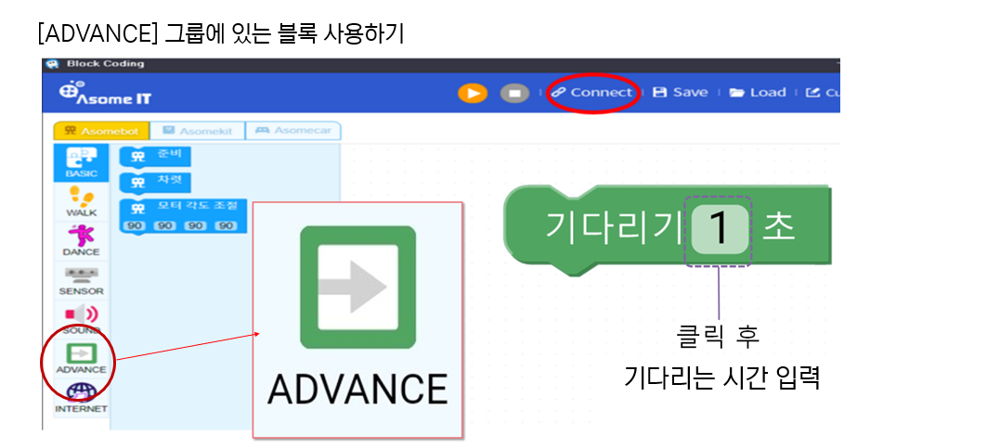 [ADVANCE] 그룹에 있는 블록 사용하기
Block Coding
Asome IT
Connect
Save
Load
Asomebot
Asomekit
Asomecar
BASIC
WALK
DANCE
SENSOR
SOUND
ADVANCE
INTERNET
준비
차렷
모터 각도 조절
90 90 90 90
ADVANCE
기다리기 1 초
클릭 후
기다리는 시간 입력